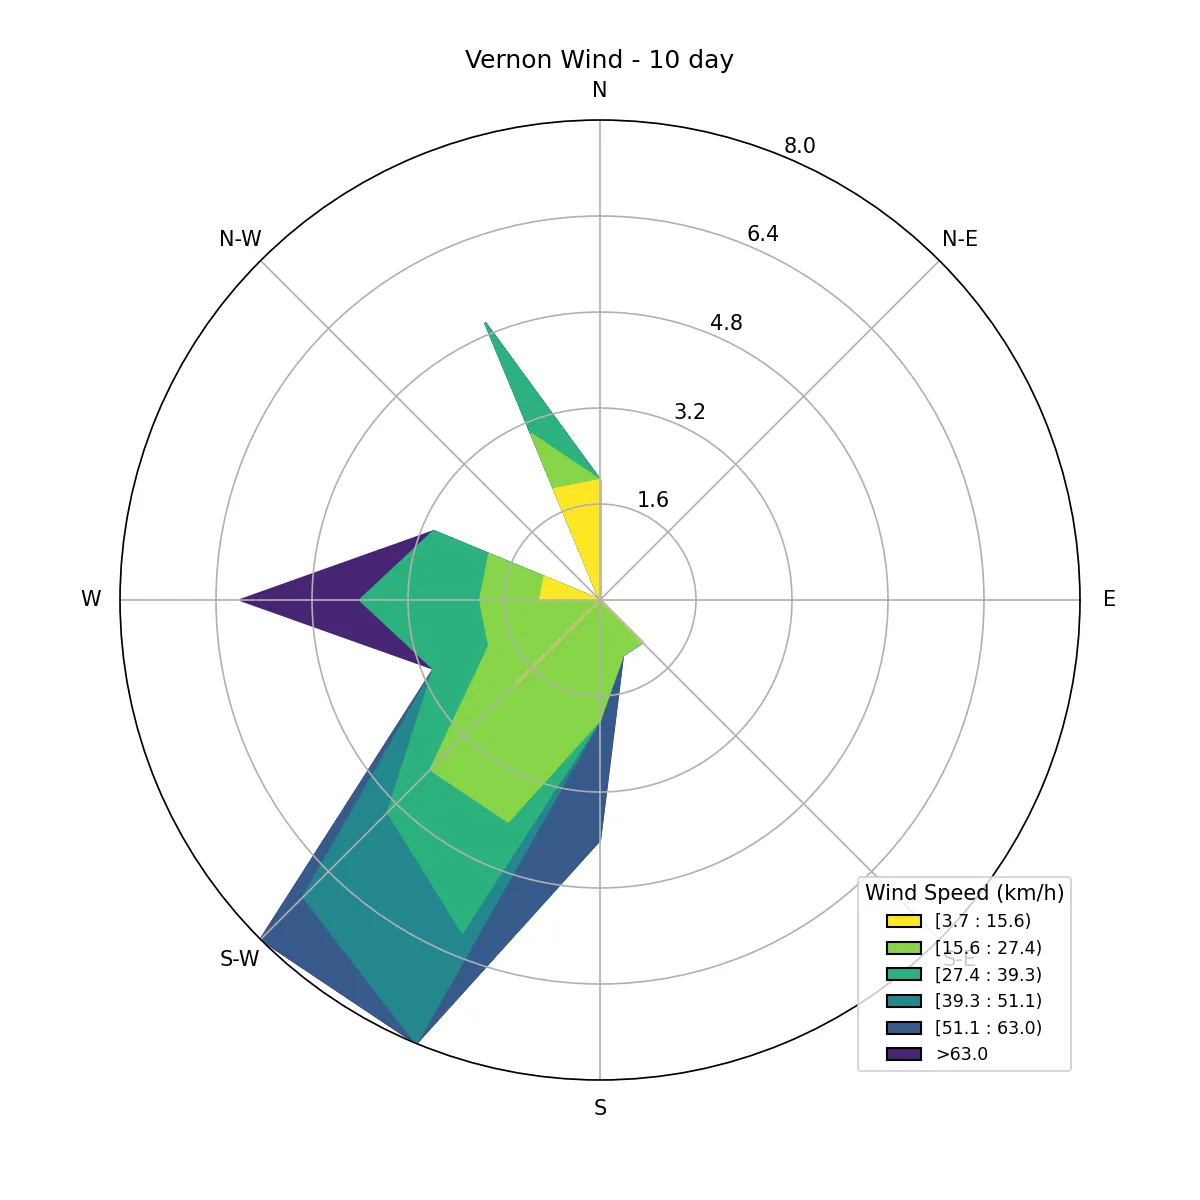 Vernon Wind - 10 day
N
8.0
6.4
N-W
N-E
4.8
3.2
1.6
W
E
Wind Speed (km/h)
[3.7 : 15.6)
[15.6 : 27.4)
S-W
S-E
[27.4 : 39.3)
[39.3 : 51.1)
[51.1 : 63.0)
>63.0
S